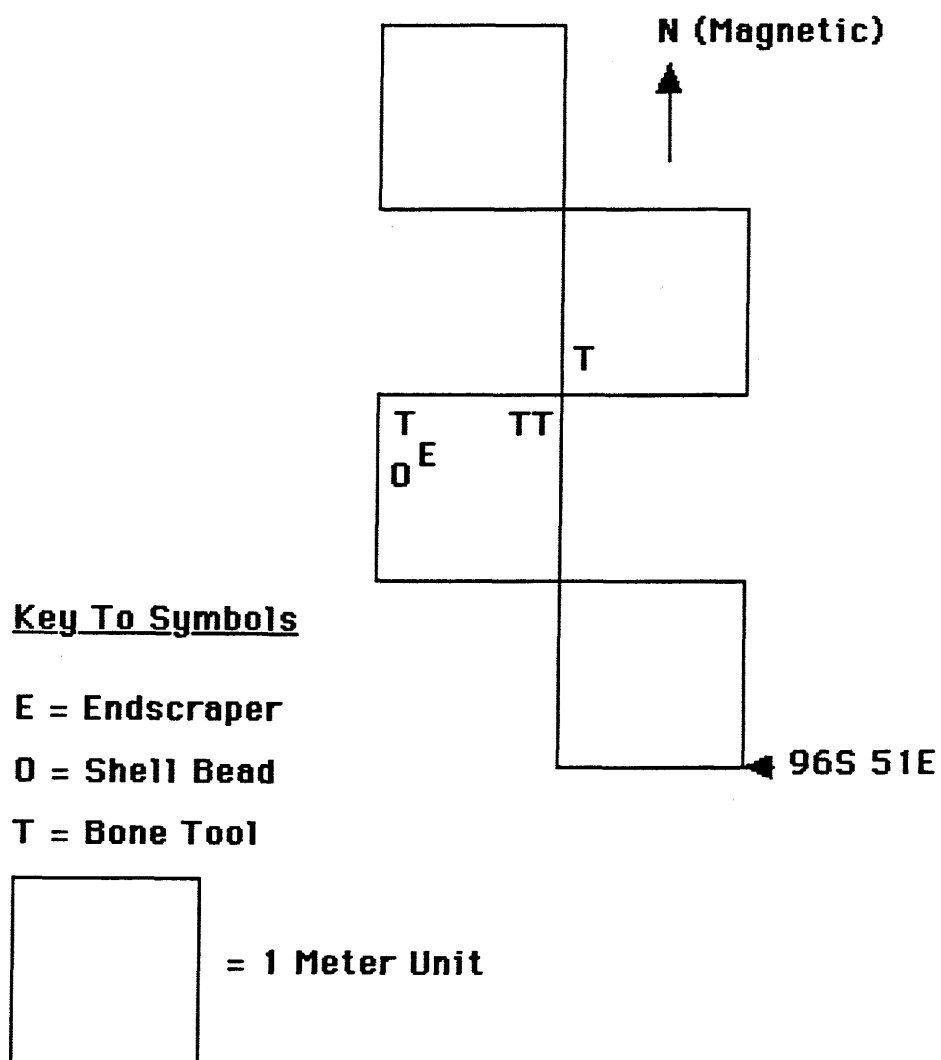 N (Magnetic)
T
T TT
E
O
Key To Symbols
E = Endscraper
O = Shell Bead
96S 51E
T = Bone Tool
= 1 Meter Unit